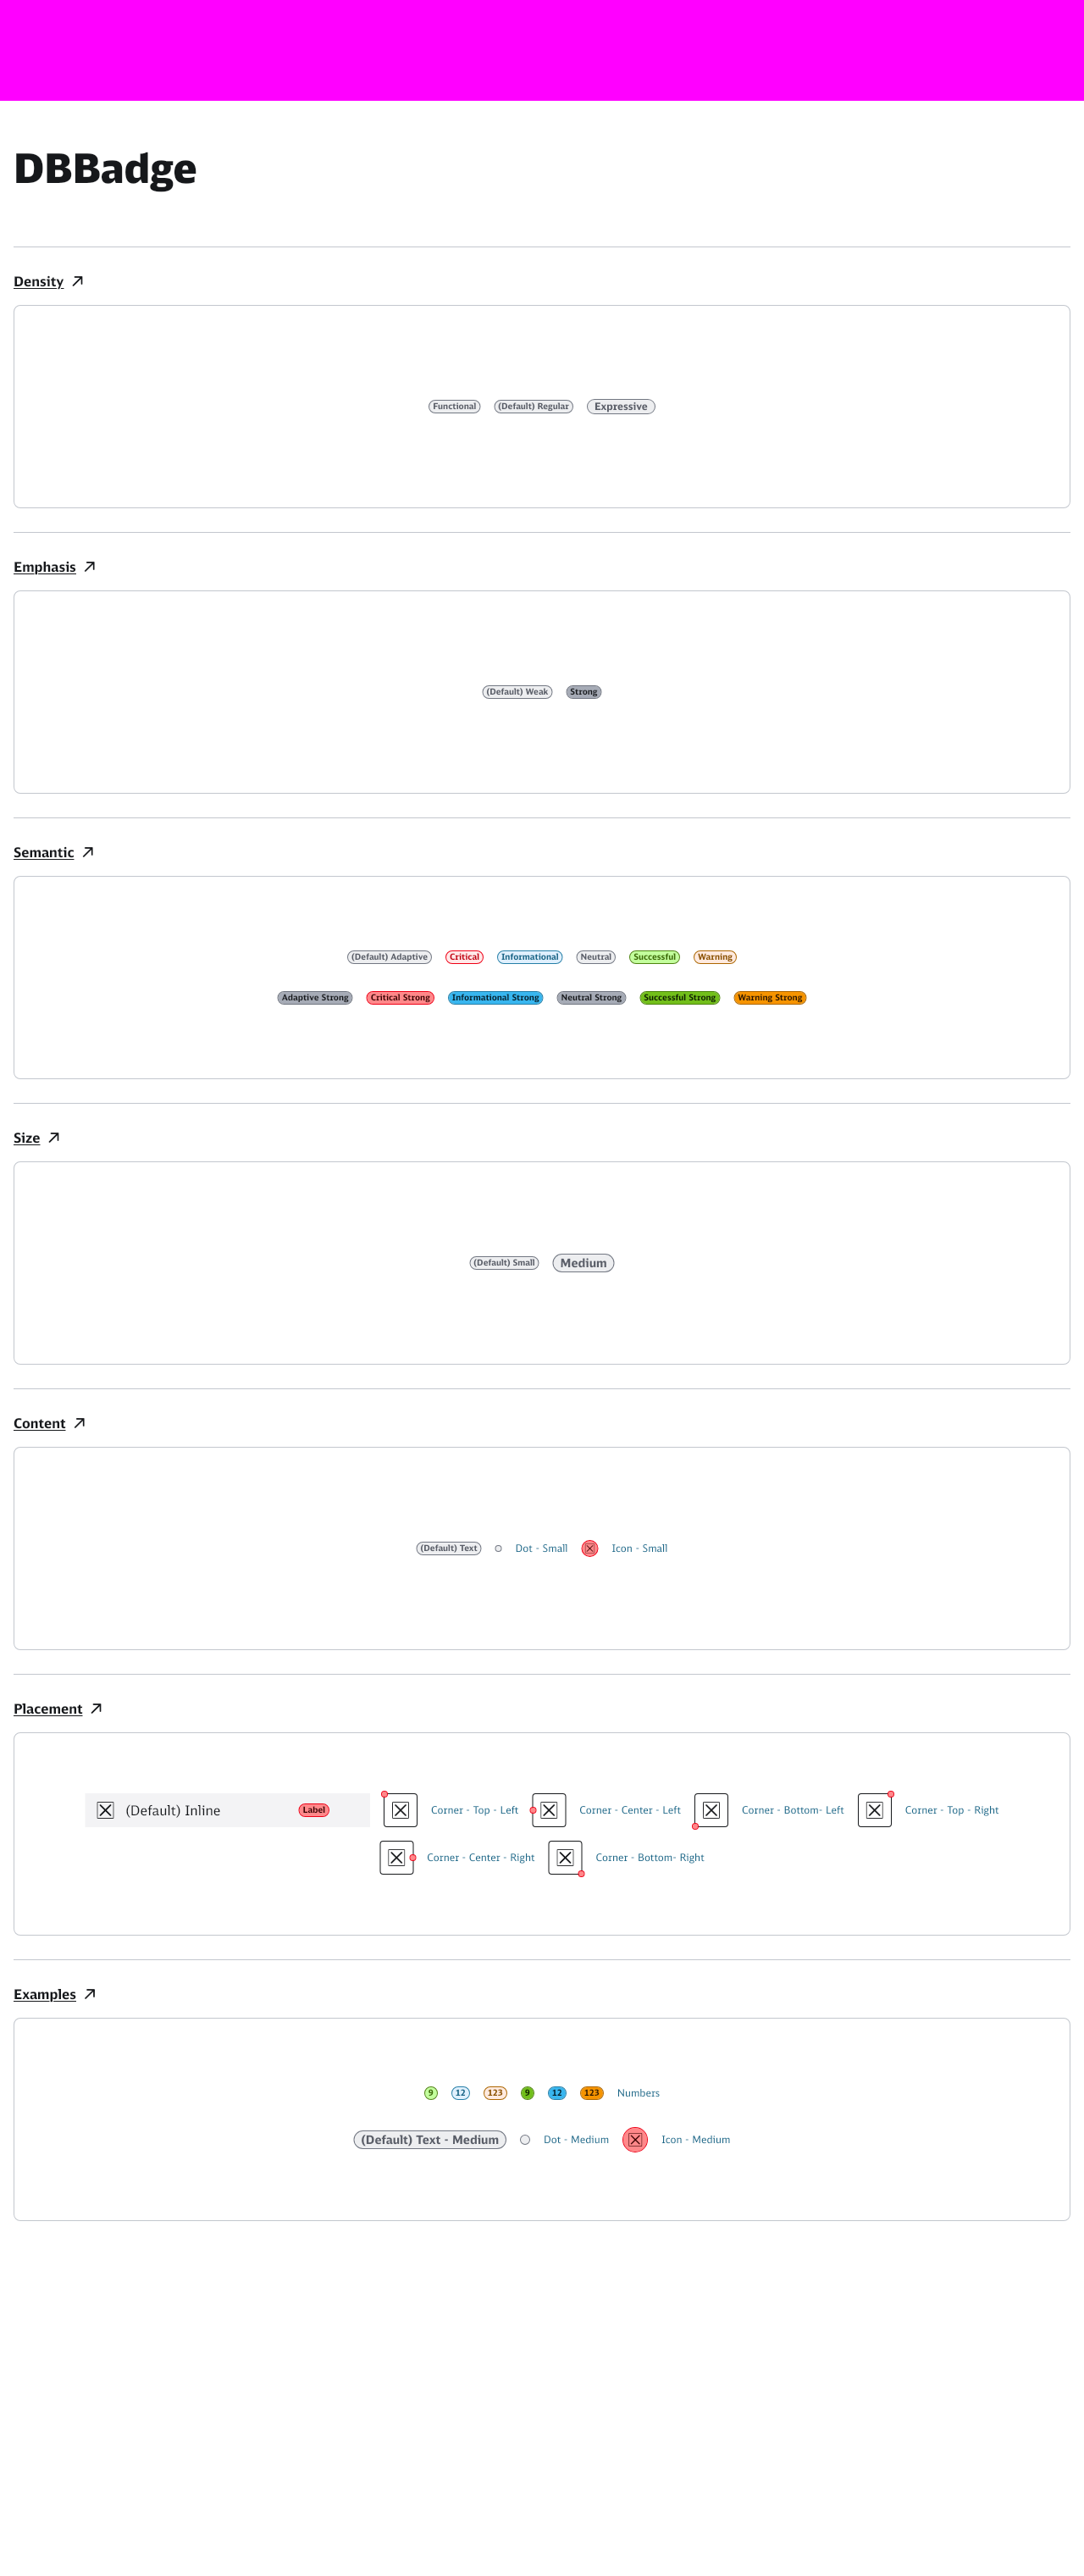 DBBadge
Density
Functional (Default) Regular Expressive
Emphasis
(Default) Weak Strong
Semantic
(Default) Adaptive Critical Informational Neutral Successful Warning
Adaptive Strong Critical Strong Informational Strong Neutral Strong Successful Strong Warning Strong
Size
(Default) Small Medium
Content
(Default) Text Dot - Small Icon - Small
Placement
(Default) Inline Label Corner - Top - Left Corner - Center - Left Corner - Bottom- Left Corner - Top - Right
Corner - Center - Right Corner - Bottom- Right
Examples
9 12 123 9 12 123 Numbers
(Default) Text - Medium Dot - Medium Icon - Medium